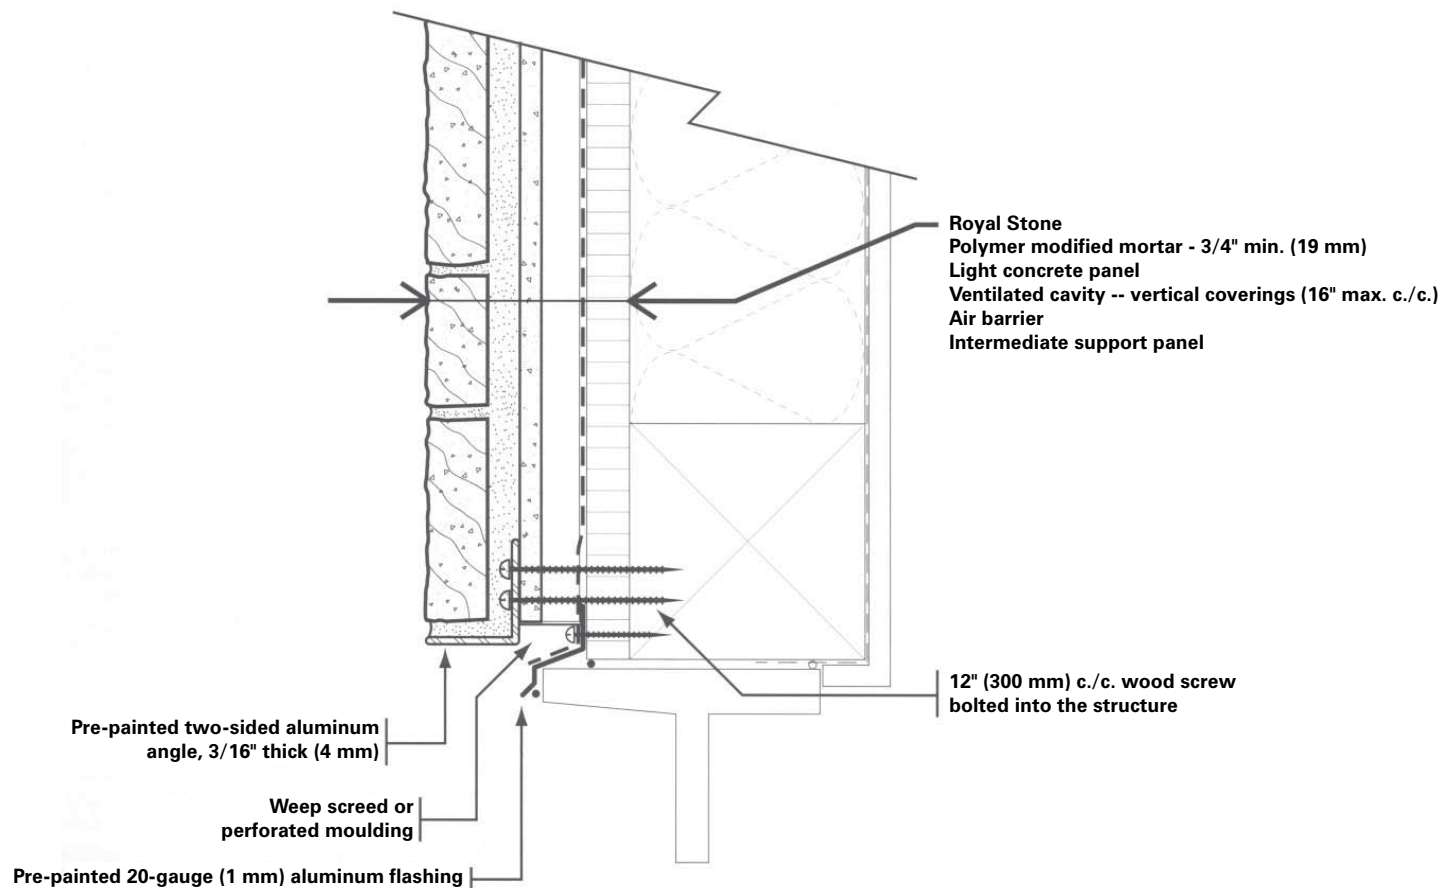 Royal Stone
Polymer modified mortar - 3/4" min. (19 mm)
Light concrete panel
Ventilated cavity -- vertical coverings (16" max. c./c.)
Air barrier
Intermediate support panel
12" (300 mm) c./c. wood screw
bolted into the structure
Pre-painted two-sided aluminum
angle, 3/16" thick (4 mm)
Weep screed or
perforated moulding
Pre-painted 20-gauge (1 mm) aluminum flashing